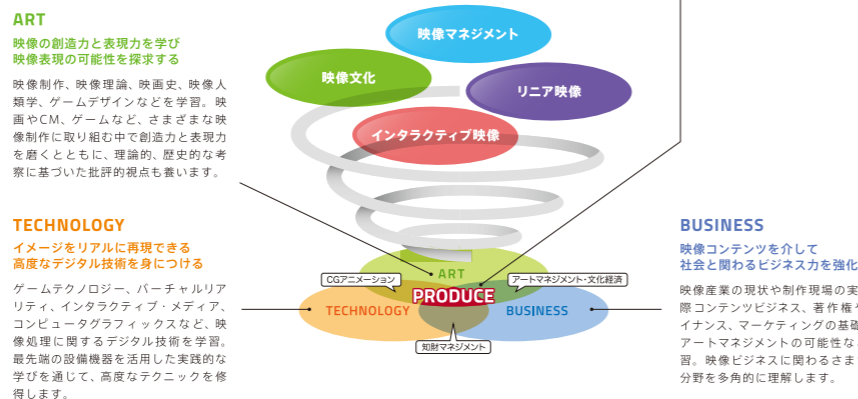 ART
映像の創造力と表現力を学び
映像表現の可能性を探求する
映像制作、映像理論、映画史、映像人
類学、ゲームデザインなどを学習。映
画やCM、ゲームなど、さまざまな映
像制作に取り組む中で創造力と表現力
を磨くとともに、理論的、歴史的な考
察に基づいた批評的視点も養います。
TECHNOLOGY
イメージをリアルに再現できる
高度なデジタル技術を身につける
ゲームテクノロジー、バーチャルリア
リティ、インタラクティブ・メディア、
コンピュータグラフィックスなど、映
像処理に関するデジタル技術を学習。
最先端の設備機器を活用した実践的な
学びを通じて、高度なテクニックを修
得します。
映像マネジメント
映像文化
リニア映像
インタラクティブ映像
ART
CGアニメーション
アートマネジメント・文化経済
PRODUCE
TECHNOLOGY
BUSINESS
知財マネジメント
BUSINESS
映像コンテンツを介して
社会と関わるビジネス力を強化
映像産業の現状や制作現場の実
際コンテンツビジネス、著作権
イナンス、マーケティングの基礎
アートマネジメントの可能性な
習。映像ビジネスに関わるさま
分野を多角的に理解します。